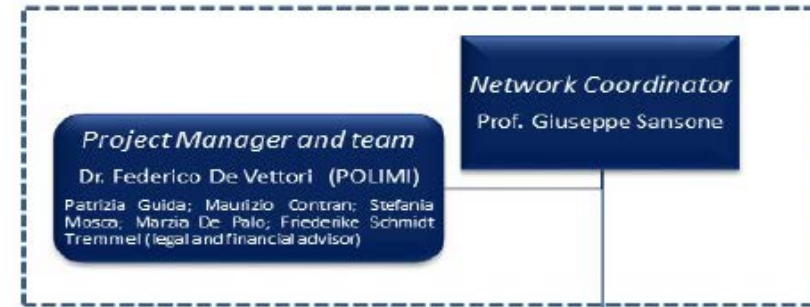 Network Coordinator
Prof. Giuseppe Sansone
Project Manager and team
Dr. Federico De Vettori (POLIMI)
Patrizia Guida; Maurizio Contran; Stefania
Mosca; Marzia De Palo; Friederike Schmidt
Tremmel (legal and financial advisor)